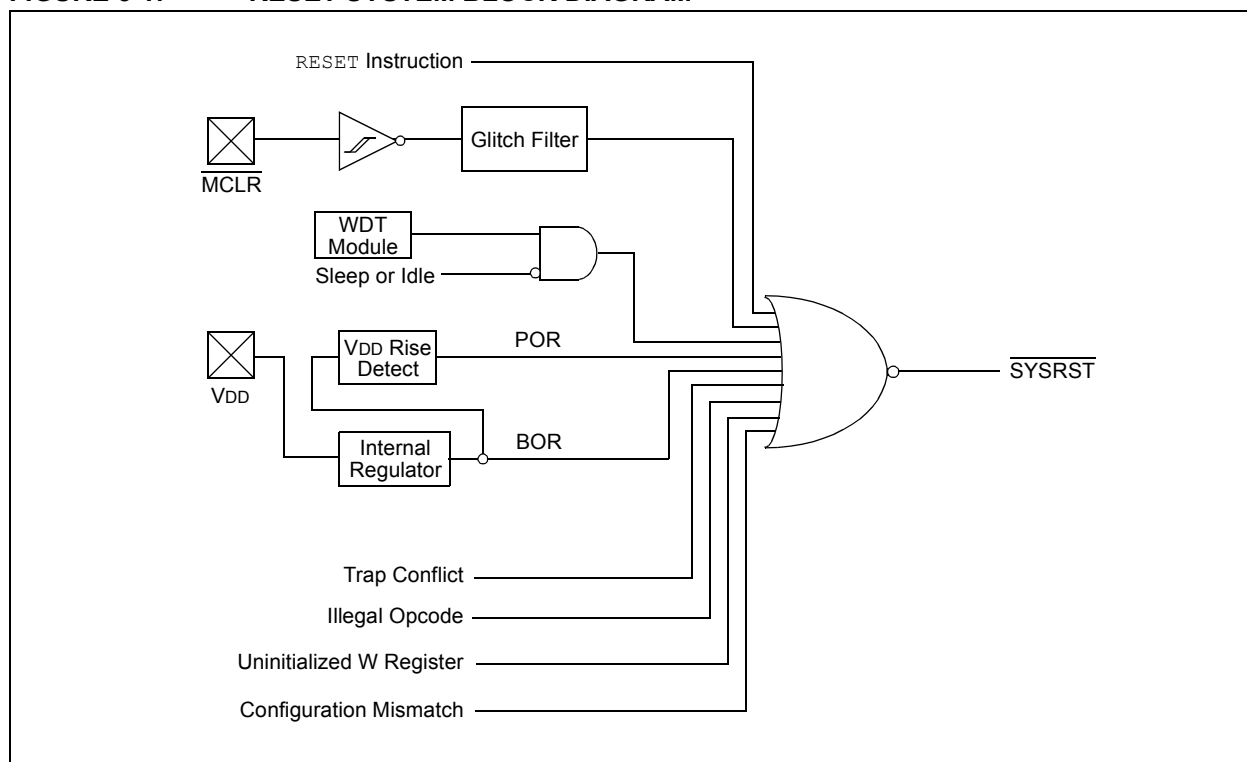 RESET Instruction
Glitch Filter
MCLR
WDT
Module
Sleep or Idle
VDD Rise
Detect
POR
VDD
SYSRST
Internal
Regulator
BOR
Trap Conflict
Illegal Opcode
Uninitialized W Register
Configuration Mismatch